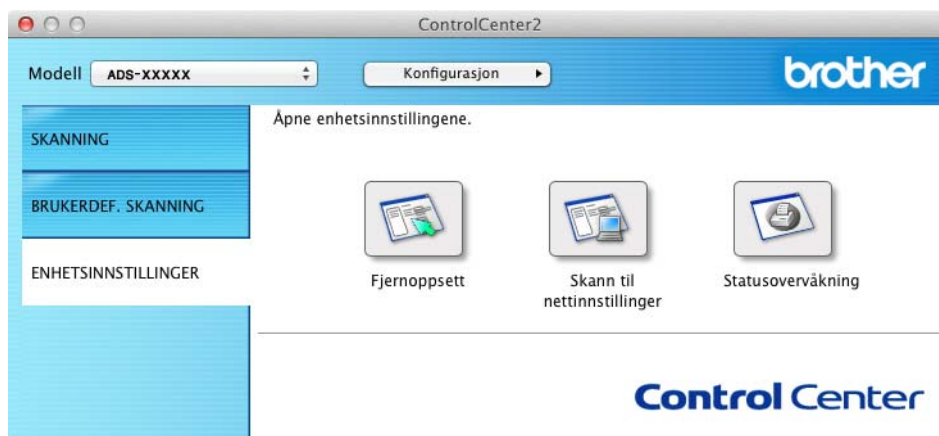 ControlCenter2
Modell ADS-XXXXX Konfigurasjon brother
SKANNING
BRUKERDEF. SKANNING
ENHETSINNSTILLINGER
Åpne enhetsinnstillingene.
Fjernoppsett
Skann til
nettinnstillinger
Statusovervåkning
Control Center